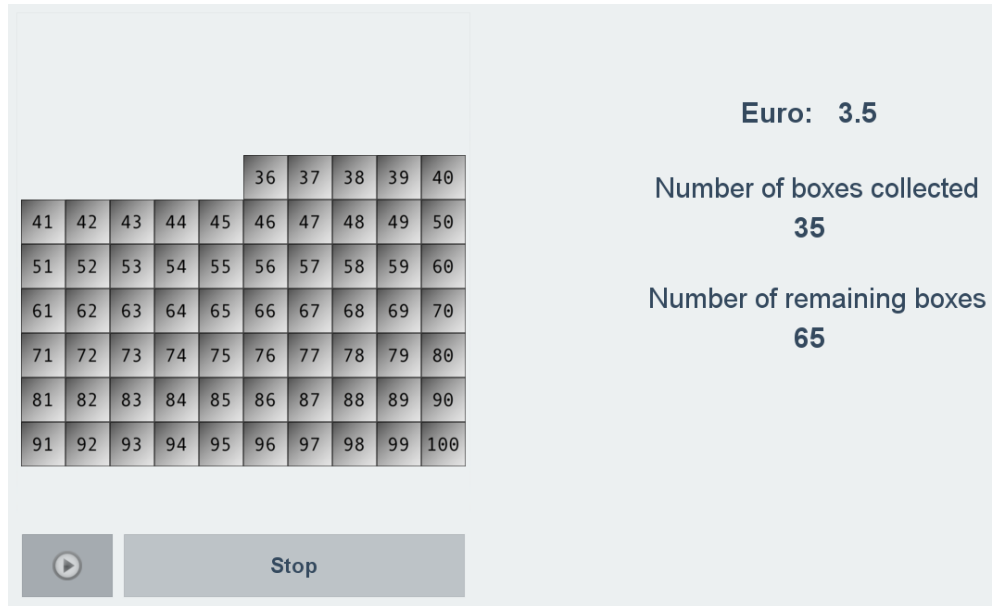 Euro: 3.5
Number of boxes collected
35
Number of remaining boxes
65
36 37 38 39 40
41 42 43 44 45 46 47 48 49 50
51 52 53 54 55 56 57 58 59 60
61 62 63 64 65 66 67 68 69 70
71 72 73 74 75 76 77 78 79 80
81 82 83 84 85 86 87 88 89 90
91 92 93 94 95 96 97 98 99 100
Stop